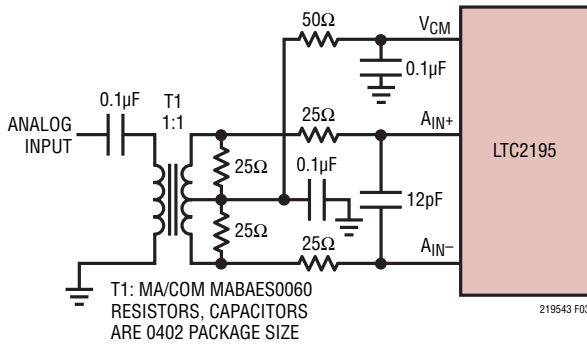 50Ω
VCM
0.1µF
0.1µF
T1
1:1
ANALOG
INPUT
25Ω
AIN+
LTC2195
25Ω
0.1µF
12pF
25Ω
25Ω
AIN–
T1: MA/COM MABAES0060
RESISTORS, CAPACITORS
ARE 0402 PACKAGE SIZE
219543 F03